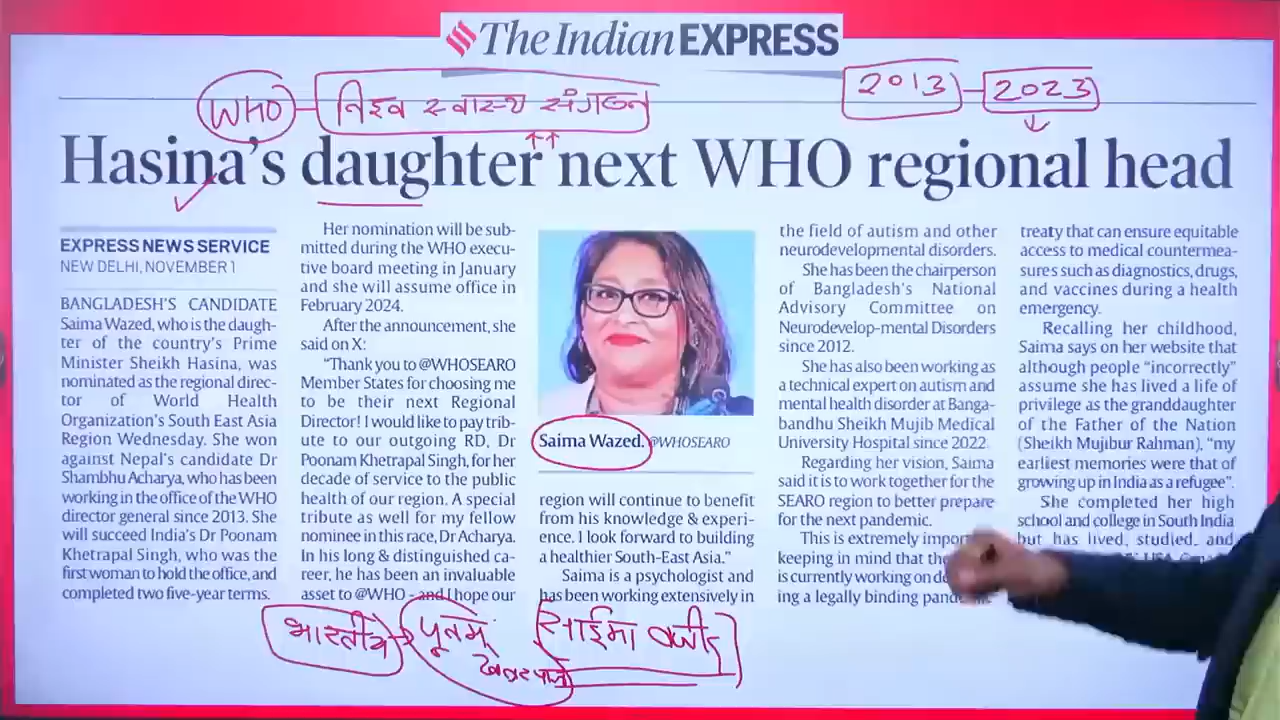 The Indian EXPRESS
WHO विश्व स्वास्थ्य संगठन
2013 - 2023
Hasina's daughter next WHO regional head
EXPRESS NEWS SERVICE
NEW DELHI, NOVEMBER 1
BANGLADESH'S CANDIDATE
Saima Wazed, who is the daugh-
ter of the country's Prime
Minister Sheikh Hasina, was
nominated as the regional direc-
tor of World Health
Organization's South East Asia
Region Wednesday. She won
against Nepal's candidate Dr
Shambhu Acharya, who has been
working in the office of the WHO
director general since 2013. She
will succeed India's Dr Poonam
Khetrapal Singh, who was the
first woman to hold the office, and
completed two five-year terms.
Her nomination will be sub-
mitted during the WHO execu-
tive board meeting in January
and she will assume office in
February 2024.
After the announcement, she
said on X:
"Thank you to @WHOSEARO
Member States for choosing me
to be their next Regional
Director! I would like to pay trib-
ute to our outgoing RD, Dr
Poonam Khetrapal Singh, for her
decade of service to the public
health of our region. A special
tribute as well for my fellow
nominee in this race, Dr Acharya.
In his long & distinguished ca-
reer, he has been an invaluable
asset to @WHO - and I hope our
Saima Wazed. @WHOSEARO
region will continue to benefit
from his knowledge & experi-
ence. I look forward to building
a healthier South-East Asia."
Saima is a psychologist and
has been working extensively in
the field of autism and other
neurodevelopmental disorders.
She has been the chairperson
of Bangladesh's National
Advisory Committee on
Neurodevelop-mental Disorders
since 2012.
She has also been working as
a technical expert on autism and
mental health disorder at Banga-
bandhu Sheikh Mujib Medical
University Hospital since 2022.
Regarding her vision, Saima
said it is to work together for the
SEARO region to better prepare
for the next pandemic.
This is extremely
keeping in mind that
is currently working on
ing a legally binding
treaty that can ensure equitable
access to medical countermea-
sures such as diagnostics, drugs,
and vaccines during a health
emergency.
Recalling her childhood,
Saima says on her website that
although people "incorrectly"
assume she has lived a life of
privilege as the granddaughter
of the Father of the Nation
(Sheikh Mujibur Rahman), "my
earliest memories were that of
growing up in India as a refugee".
She completed her high
school and college in South India
but has lived, studied, and
भारतीय पूनम साईमा वजीद